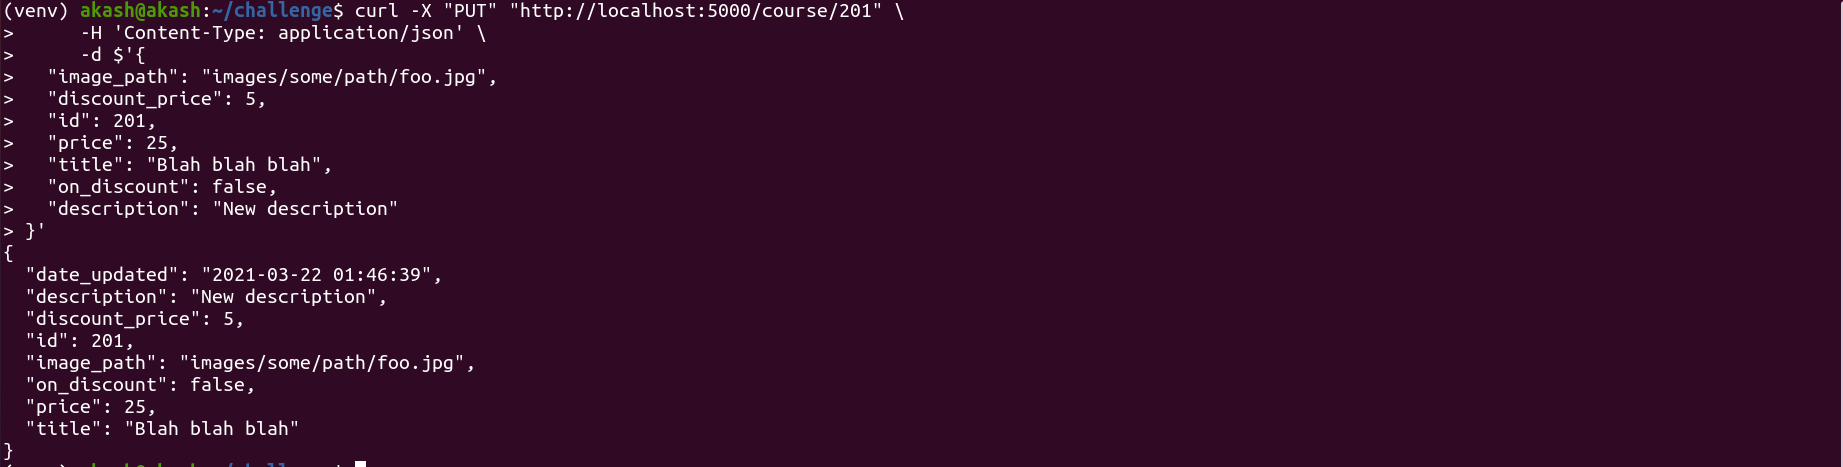 (venv) akash@akash:~/challenge$ curl -X "PUT" "http://localhost:5000/course/201" \
>      -H 'Content-Type: application/json' \
>      -d $'{
>   "image_path": "images/some/path/foo.jpg",
>   "discount_price": 5,
>   "id": 201,
>   "price": 25,
>   "title": "Blah blah blah",
>   "on_discount": false,
>   "description": "New description"
> }'
{
  "date_updated": "2021-03-22 01:46:39",
  "description": "New description",
  "discount_price": 5,
  "id": 201,
  "image_path": "images/some/path/foo.jpg",
  "on_discount": false,
  "price": 25,
  "title": "Blah blah blah"
}